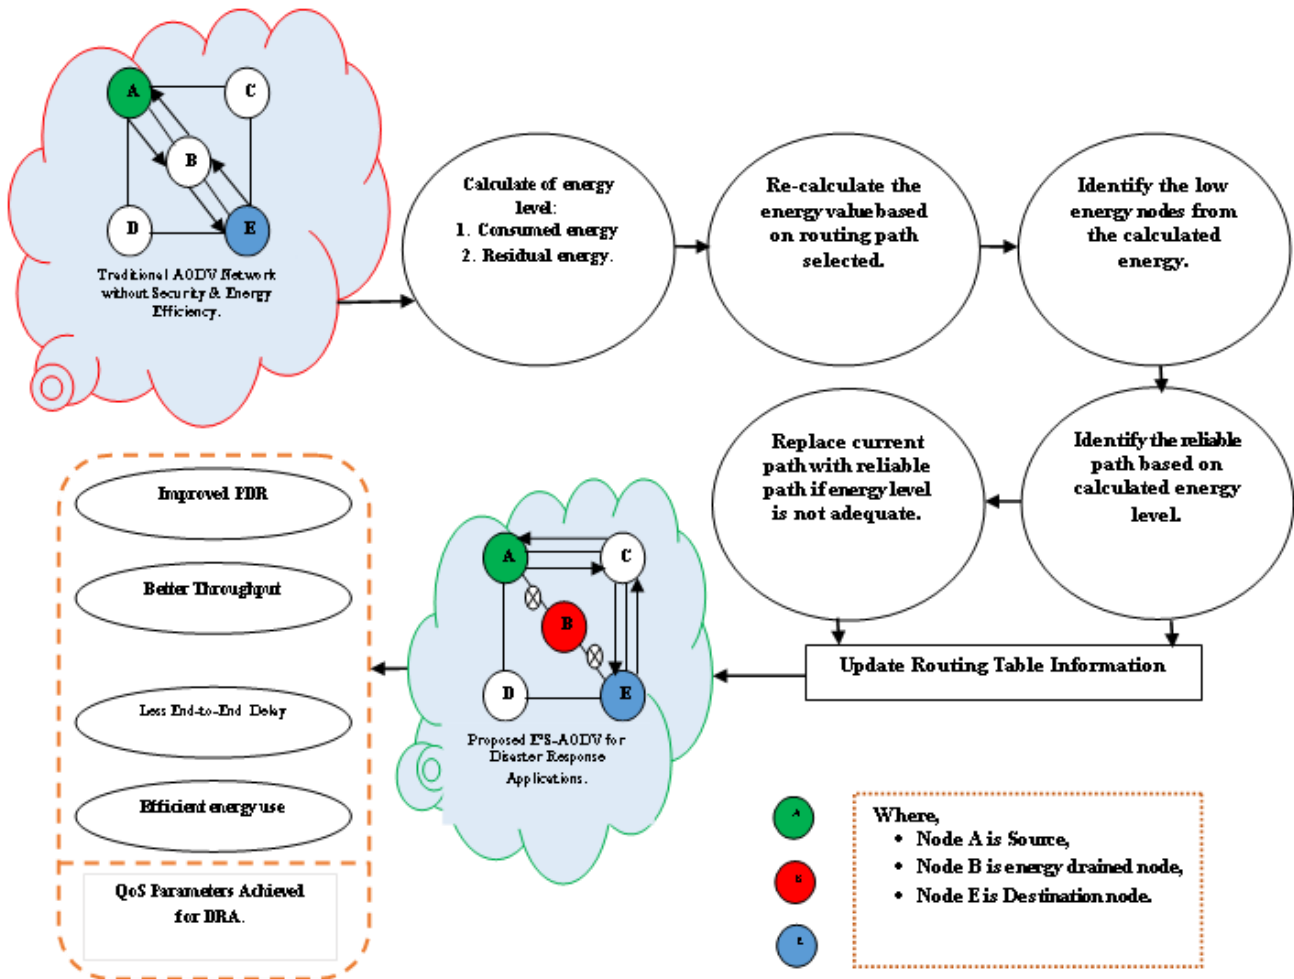 A
C
B
D
E
Traditional AODV Network
without Security & Energy
Efficiency.
Calculate of energy
level:
1. Consumed energy
2. Residual energy.
Re-calculate the
energy value based
on routing path
selected.
Identify the low
energy nodes from
the calculated
energy.
Identify the reliable
path based on
calculated energy
level.
Replace current
path with reliable
path if energy level
is not adequate.
Update Routing Table Information
A
C
B
D
E
Proposed E²S-AODV for
Disaster Response
Applications.
Improved PDR
Better Throughput
Less End-to-End Delay
Efficient energy use
QoS Parameters Achieved
for DRA.
A
Where,
• Node A is Source,
• Node B is energy drained node,
• Node E is Destination node.